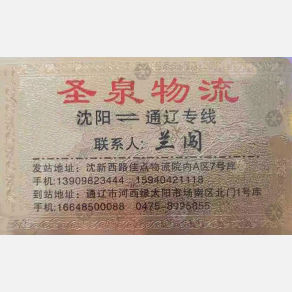 圣泉物流
沈阳⇌通辽专线
联系人: 兰阔
发站地址: 沈新西路佳嘉物流院内A区7号库
手机:13909823444 15940421118
到站地址: 通辽市河西绿太阳市场南区北门1号库
手机:16648500088 0475-8925855